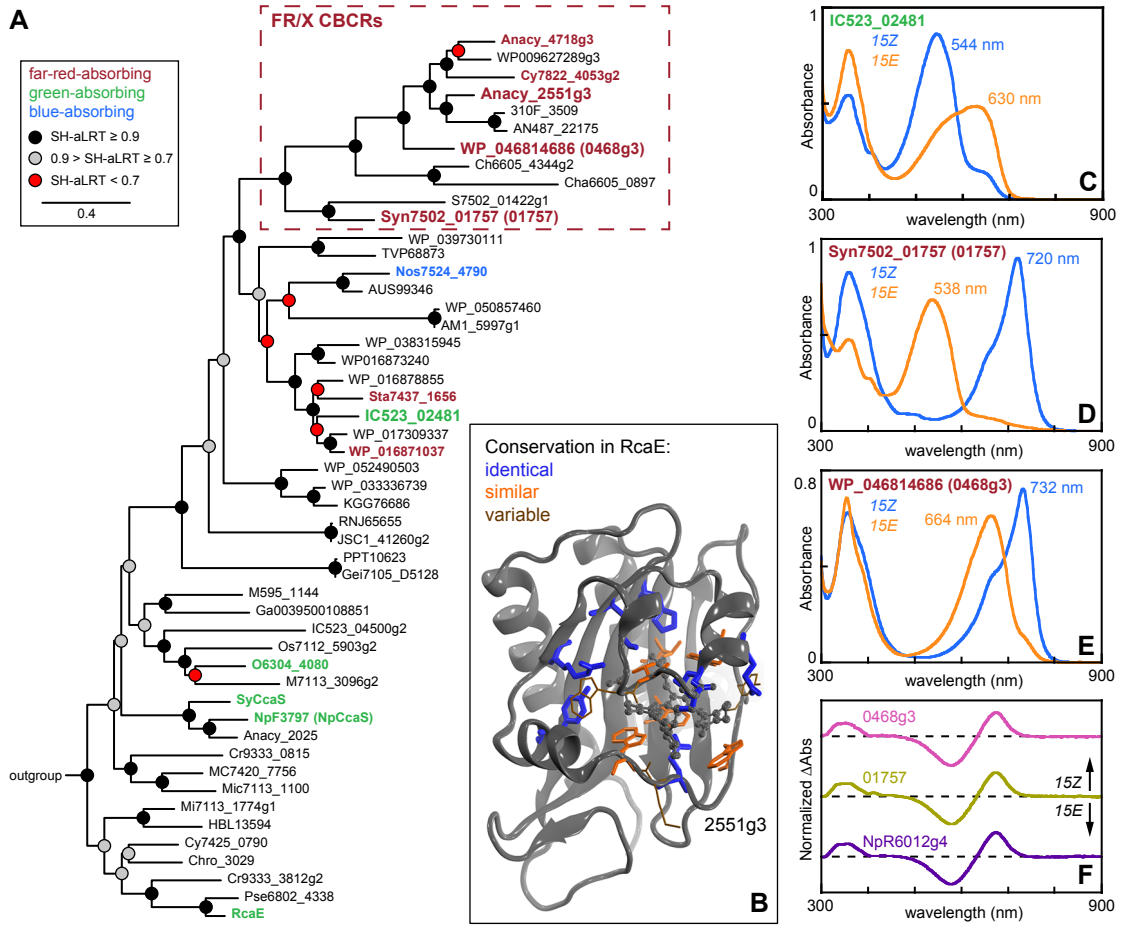 A
FR/X CBCRs
far-red-absorbing
green-absorbing
blue-absorbing
SH-aLRT ≥ 0.9
0.9 > SH-aLRT ≥ 0.7
SH-aLRT < 0.7
0.4
Anacy_4718g3
WP009627289g3
Cy7822_4053g2
Anacy_2551g3
310F_3509
AN487_22175
WP_046814686 (0468g3)
Ch6605_4344g2
Cha6605_0897
S7502_01422g1
Syn7502_01757 (01757)
WP_039730111
TVP68873
Nos7524_4790
AUS99346
WP_050857460
AM1_5997g1
WP_038315945
WP016873240
WP_016878855
Sta7437_1656
IC523_02481
WP_017309337
WP_016871037
WP_052490503
WP_033336739
KGG76686
RNJ65655
JSC1_41260g2
PPT10623
Gei7105_D5128
M595_1144
Ga0039500108851
IC523_04500g2
Os7112_5903g2
O6304_4080
M7113_3096g2
SyCcaS
NpF3797 (NpCcaS)
Anacy_2025
Cr9333_0815
MC7420_7756
Mic7113_1100
Mi7113_1774g1
HBL13594
Cy7425_0790
Chro_3029
Cr9333_3812g2
Pse6802_4338
RcaE
outgroup
Conservation in RcaE:
identical
similar
variable
2551g3
B
1
IC523_02481
15Z
15E
544 nm
630 nm
Absorbance
0
C
300
wavelength (nm)
900
1
Syn7502_01757 (01757)
15Z
15E
720 nm
538 nm
Absorbance
0
D
300
wavelength (nm)
900
0.8
WP_046814686 (0468g3)
15Z
15E
732 nm
664 nm
Absorbance
0
E
300
wavelength (nm)
900
0468g3
01757
NpR6012g4
15Z
15E
Normalized ΔAbs
F
300
wavelength (nm)
900